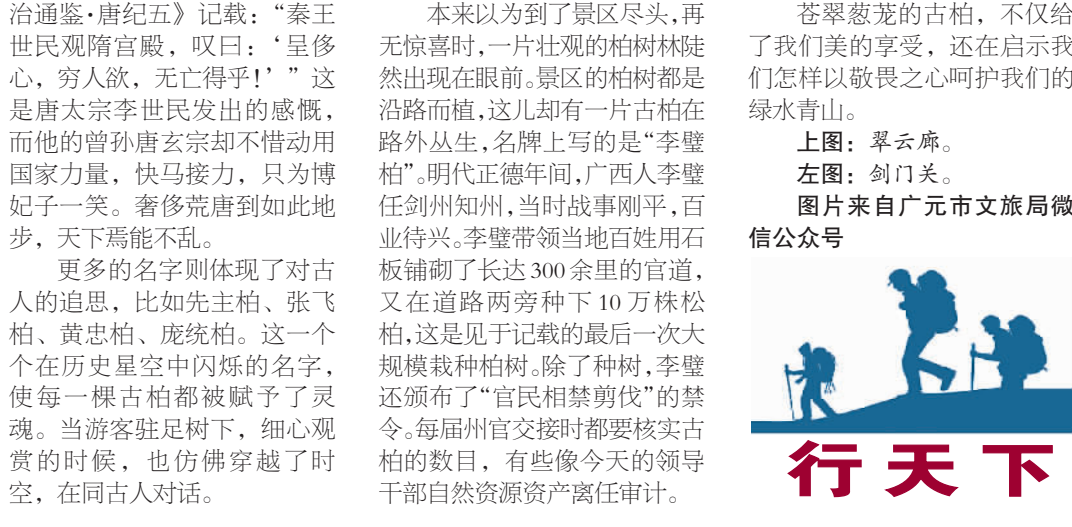 治通鉴·唐纪五》记载：“秦王
世民观隋宫殿，叹曰：‘呈侈
心，穷人欲，无亡得乎！’”这
是唐太宗李世民发出的感慨，
而他的曾孙唐玄宗却不惜动用
国家力量，快马接力，只为博
妃子一笑。奢侈荒唐到如此地
步，天下焉能不乱。
更多的名字则体现了对古
人的追思，比如先主柏、张飞
柏、黄忠柏、庞统柏。这一个
个在历史星空中闪烁的名字，
使每一棵古柏都被赋予了灵
魂。当游客驻足树下，细心观
赏的时候，也仿佛穿越了时
空，在同古人对话。
本来以为到了景区尽头，再
无惊喜时，一片壮观的柏树林陡
然出现在眼前。景区的柏树都是
沿路而植，这儿却有一片古柏在
路外丛生，名牌上写的是“李璧
柏”。明代正德年间，广西人李璧
任剑州知州，当时战事刚平，百
业待兴。李璧带领当地百姓用石
板铺砌了长达300余里的官道，
又在道路两旁种下10万株松
柏，这是见于记载的最后一次大
规模栽种柏树。除了种树，李璧
还颁布了“官民相禁剪伐”的禁
令。每届州官交接时都要核实古
柏的数目，有些像今天的领导
干部自然资源资产离任审计。
苍翠葱茏的古柏，不仅给
了我们美的享受，还在启示我
们怎样以敬畏之心呵护我们的
绿水青山。
上图：翠云廊。
左图：剑门关。
图片来自广元市文旅局微
信公众号
行天下